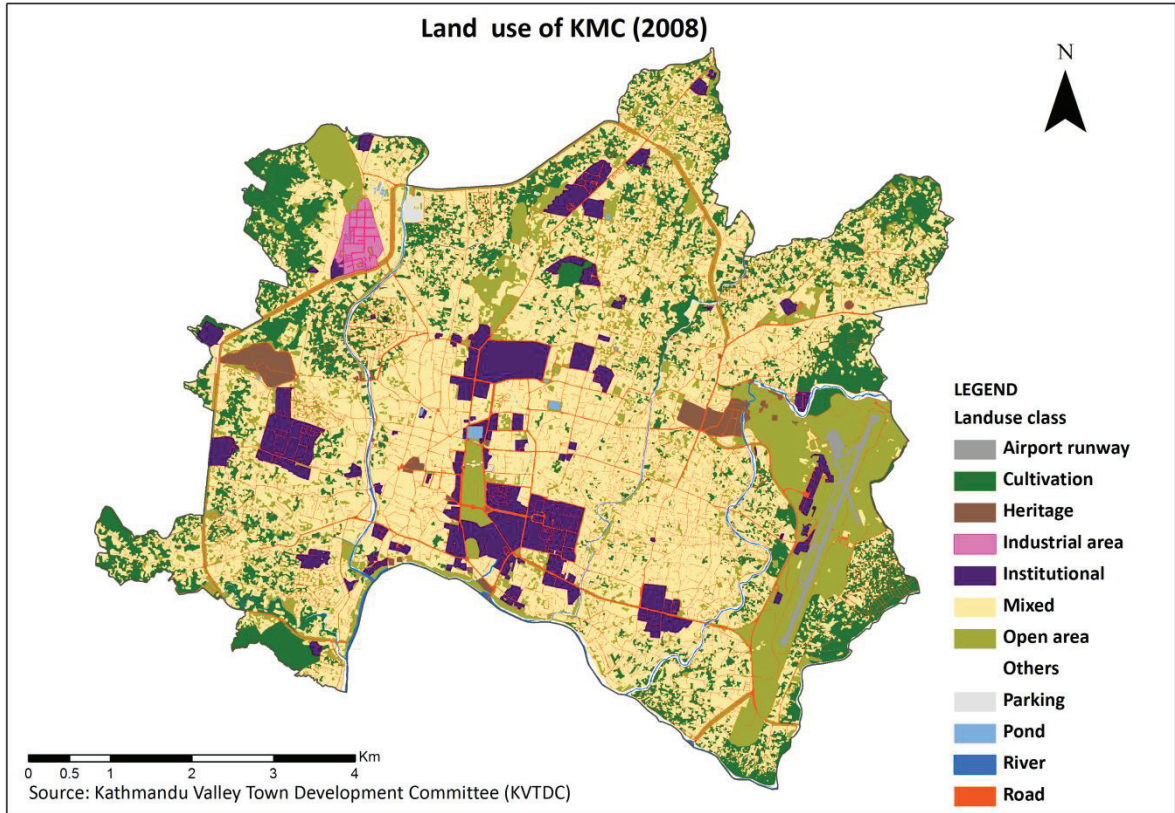 Land use of KMC (2008)
N
LEGEND
Landuse class
Airport runway
Cultivation
Heritage
Industrial area
Institutional
Mixed
Open area
Others
Parking
Pond
River
Road
Km
0 0.5 1 2 3 4
Source: Kathmandu Valley Town Development Committee (KVTDC)